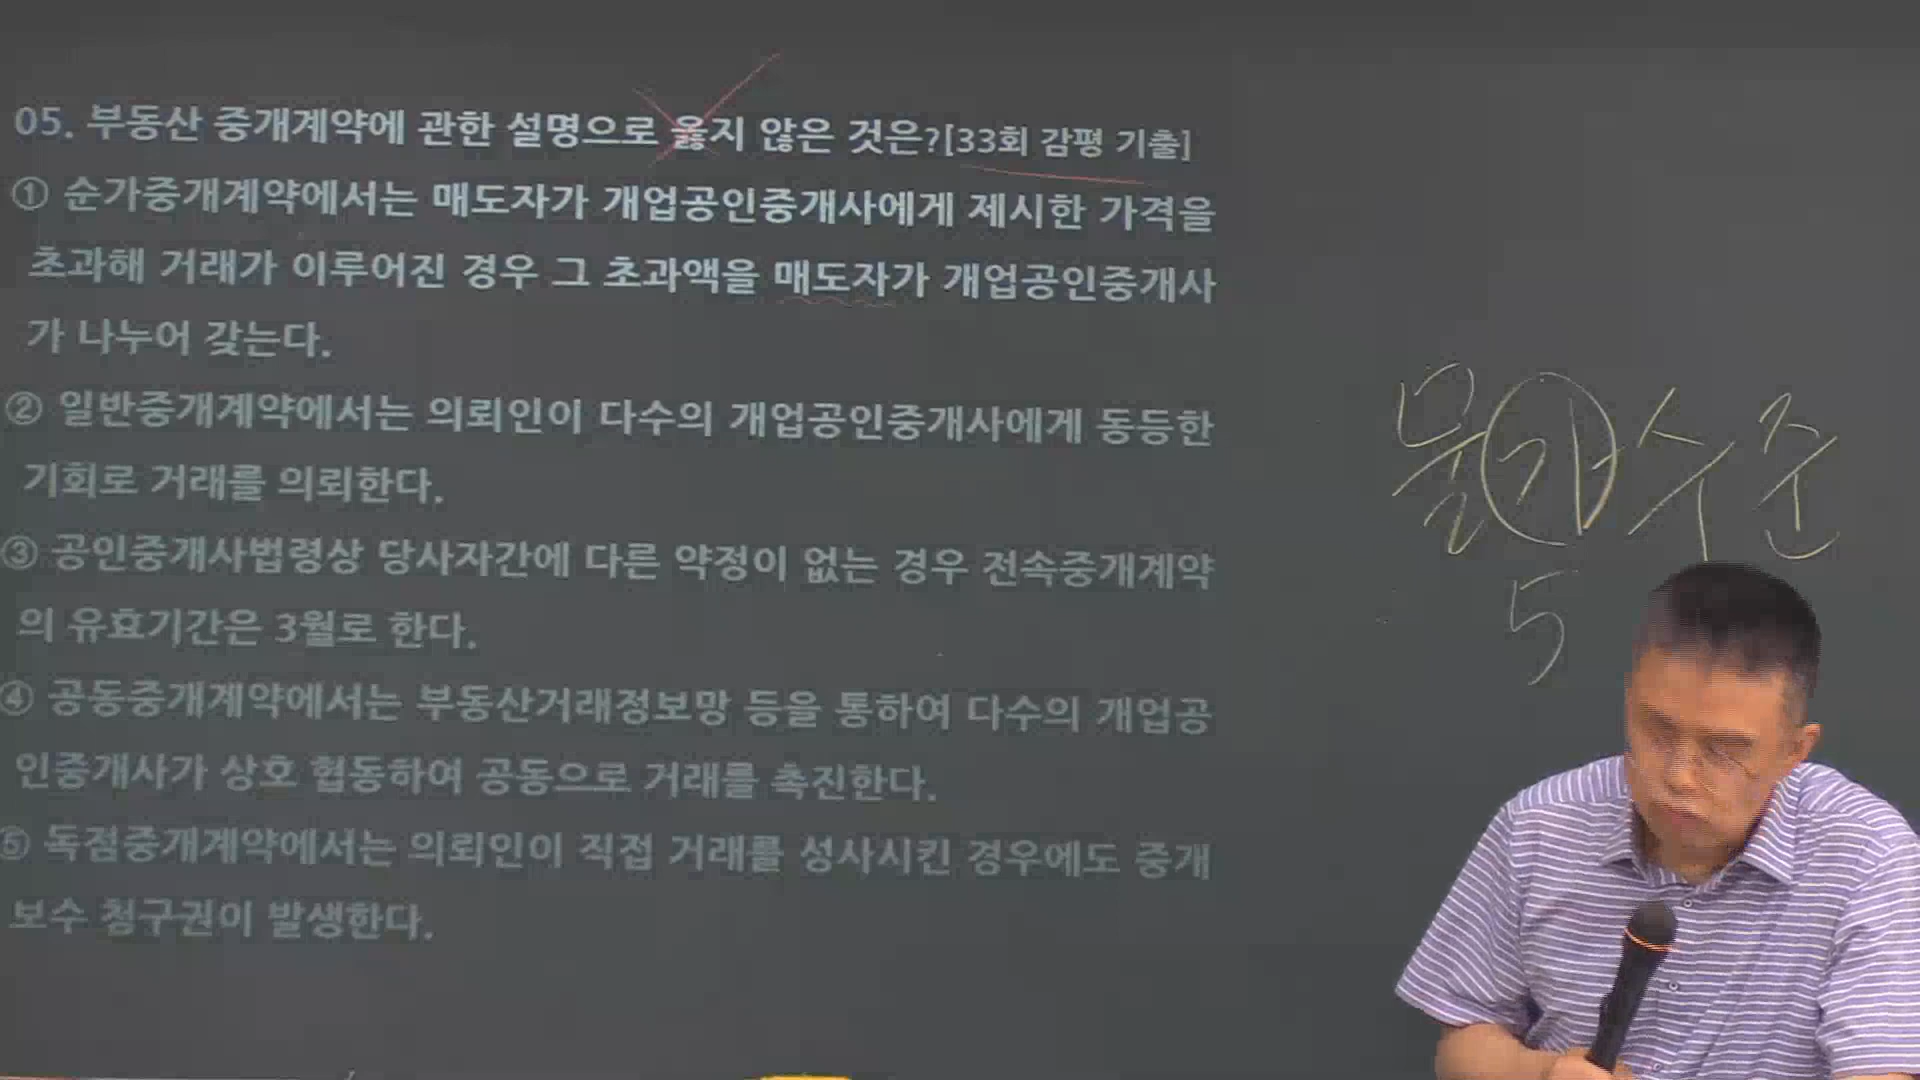 05. 부동산 중개계약에 관한 설명으로 옳지 않은 것은?[33회 감평 기출]
① 순가중개계약에서는 매도자가 개업공인중개사에게 제시한 가격을
초과해 거래가 이루어진 경우 그 초과액을 매도자가 개업공인중개사
가 나누어 갖는다.
② 일반중개계약에서는 의뢰인이 다수의 개업공인중개사에게 동등한
기회로 거래를 의뢰한다.
③ 공인중개사법령상 당사자간에 다른 약정이 없는 경우 전속중개계약
의 유효기간은 3월로 한다.
④ 공동중개계약에서는 부동산거래정보망 등을 통하여 다수의 개업공
인중개사가 상호 협동하여 공동으로 거래를 촉진한다.
⑤ 독점중개계약에서는 의뢰인이 직접 거래를 성사시킨 경우에도 중개
보수 청구권이 발생한다.
물가수준
5